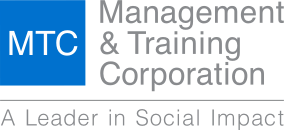 MTC
Management
& Training
Corporation
A Leader in Social Impact